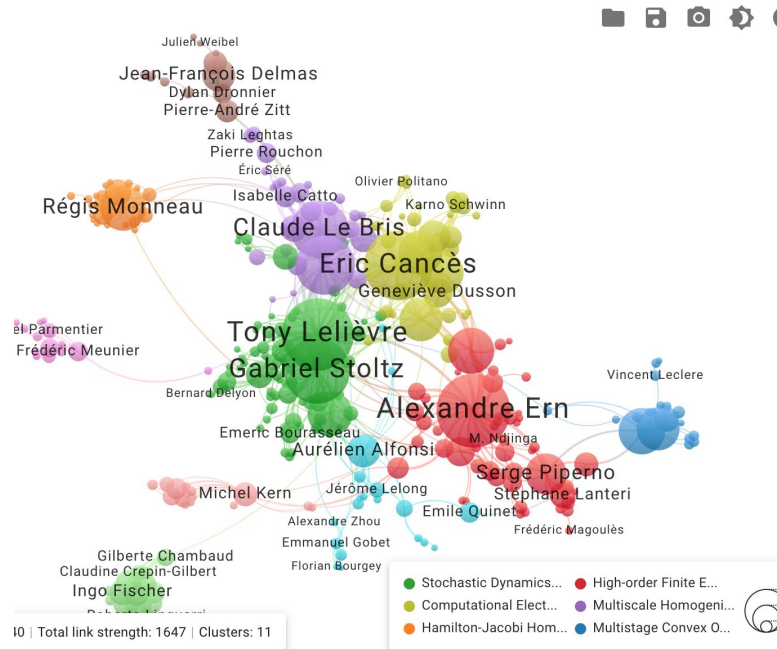 Julien Weibel
Jean-François Delmas
Dylan Dronnier
Pierre-André Zitt
Zaki Leghtas
Pierre Rouchon
Éric Séré
Olivier Politano
Isabelle Catto
Karno Schwinn
Régis Monneau
Claude Le Bris
Eric Cancès
Geneviève Dusson
el Parmentier
Tony Lelièvre
Frédéric Meunier
Gabriel Stoltz
Vincent Leclere
Bernard Delyon
Alexandre Ern
Emeric Bourasseau
M. Ndjinga
Aurélien Alfonsi
Serge Piperno
Michel Kern
Jérôme Lelong
Stéphane Lanteri
Emile Quinet
Alexandre Zhou
Frédéric Magoulès
Emmanuel Gobet
Gilberte Chambaud
Florian Bourgey
Claudine Crepin-Gilbert
Ingo Fischer
Stochastic Dynamics...
High-order Finite E...
Computational Elect...
Multiscale Homogeni...
Hamilton-Jacobi Hom...
Multistage Convex O...
40 | Total link strength: 1647 | Clusters: 11